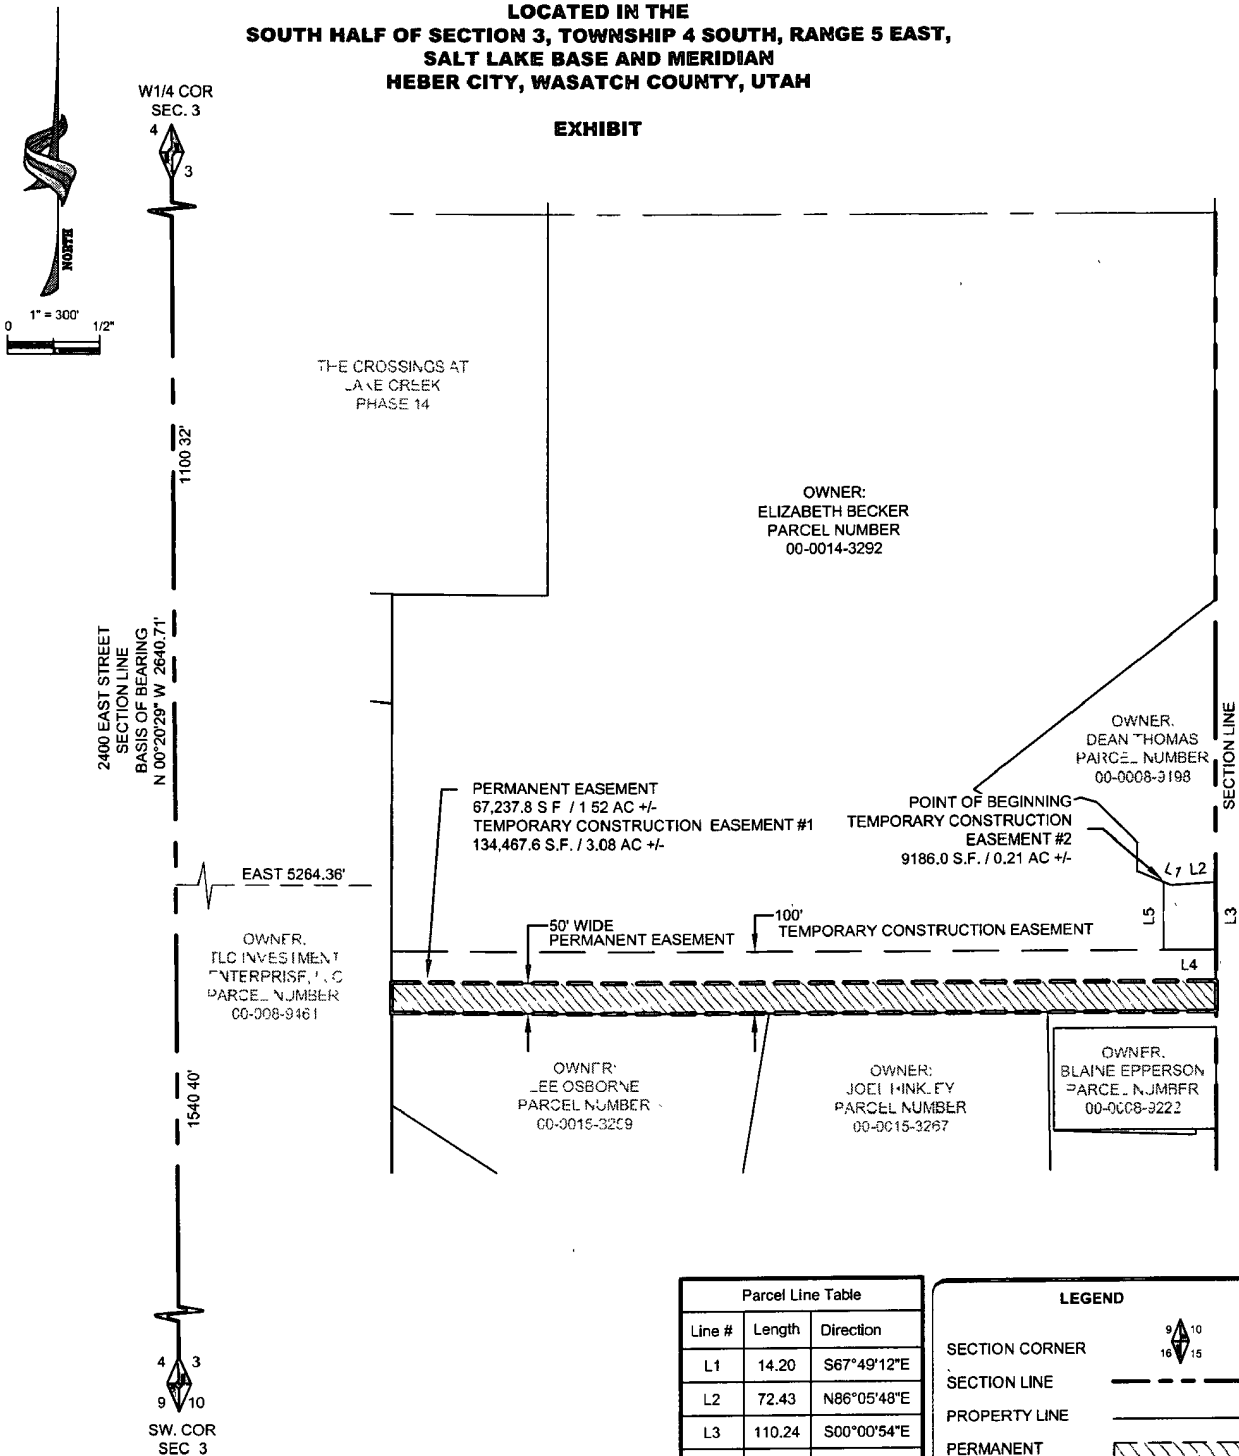 LOCATED IN THE
SOUTH HALF OF SECTION 3, TOWNSHIP 4 SOUTH, RANGE 5 EAST,
SALT LAKE BASE AND MERIDIAN
HEBER CITY, WASATCH COUNTY, UTAH
EXHIBIT
W1/4 COR
SEC. 3
4
3
NORTH
1" = 300'
0 1/2"
THE CROSSINGS AT
LAKE CREEK
PHASE 14
1100 32'
OWNER:
ELIZABETH BECKER
PARCEL NUMBER
00-0014-3292
2400 EAST STREET
SECTION LINE
BASIS OF BEARING
N 00°20'29" W 2640.71'
OWNER.
DEAN THOMAS
PARCEL NUMBER
00-0008-9198
SECTION LINE
PERMANENT EASEMENT
67,237.8 S F / 1 52 AC +/-
TEMPORARY CONSTRUCTION EASEMENT #1
134,467.6 S.F. / 3.08 AC +/-
POINT OF BEGINNING
TEMPORARY CONSTRUCTION
EASEMENT #2
9186.0 S.F. / 0.21 AC +/-
L1 L2
L5
L3
L4
EAST 5264.36'
50' WIDE
PERMANENT EASEMENT
100'
TEMPORARY CONSTRUCTION EASEMENT
OWNER.
TLC INVESTMENT
ENTERPRISE, LLC
PARCEL NUMBER
00-008-9461
1540 40'
OWNER:
LEE OSBORNE
PARCEL NUMBER
00-0015-3259
OWNER:
JOEL HINKLEY
PARCEL NUMBER
00-0015-3267
OWNER.
BLAINE EPPERSON
PARCEL NUMBER
00-0008-9222
4 3
9 10
SW. COR
SEC 3
Parcel Line Table
Line # Length Direction
L1 14.20 S67°49'12"E
L2 72.43 N86°05'48"E
L3 110.24 S00°00'54"E
LEGEND
SECTION CORNER
9 10
16 15
SECTION LINE
PROPERTY LINE
PERMANENT